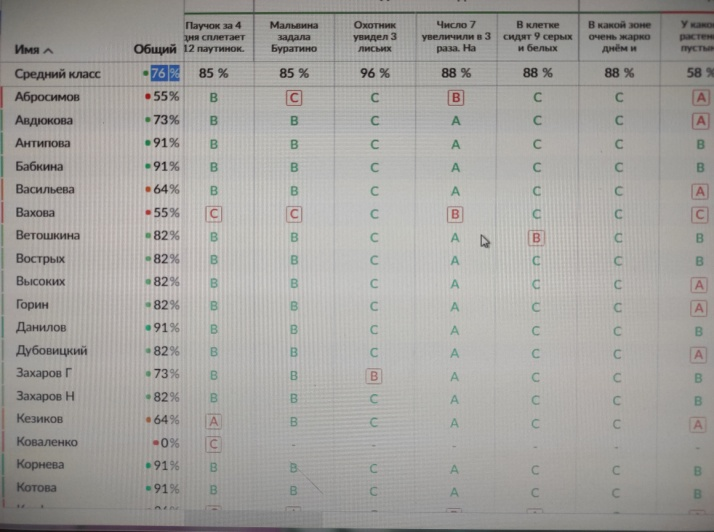 Паучок за 4 Мальвина Охотник Число 7 В клетке В какой зоне
дня сплетает задала увидел 3 увеличили в 3 сидят 9 серых очень жарко
Имя Общий 12 паутинок. Буратино лисьих раза. На и белых днём и
Средний класс 76 % 85 % 85 % 96 % 88 % 88 % 88 % 58 %
Абросимов 55% B C C B C C A
Авдюкова 73% B B C A C C A
Антипова 91% B B C A C C B
Бабкина 91% B B C A C C B
Васильева 64% B B C A C C A
Вахова 55% C C C B C C C
Ветошкина 82% B B C A B C B
Вострых 82% B B C A C C B
Высоких 82% B B C A C C A
Горин 82% B B C A C C A
Данилов 91% B B C A C C B
Дубовицкий 82% B B C A C C A
Захаров Г 73% B B B A C C B
Захаров Н 82% B B C A C C B
Кезиков 64% A B C A C C A
Коваленко 0% C - - - - -
Корнева 91% B B C A C C B
Котова 91% B B C A C C B